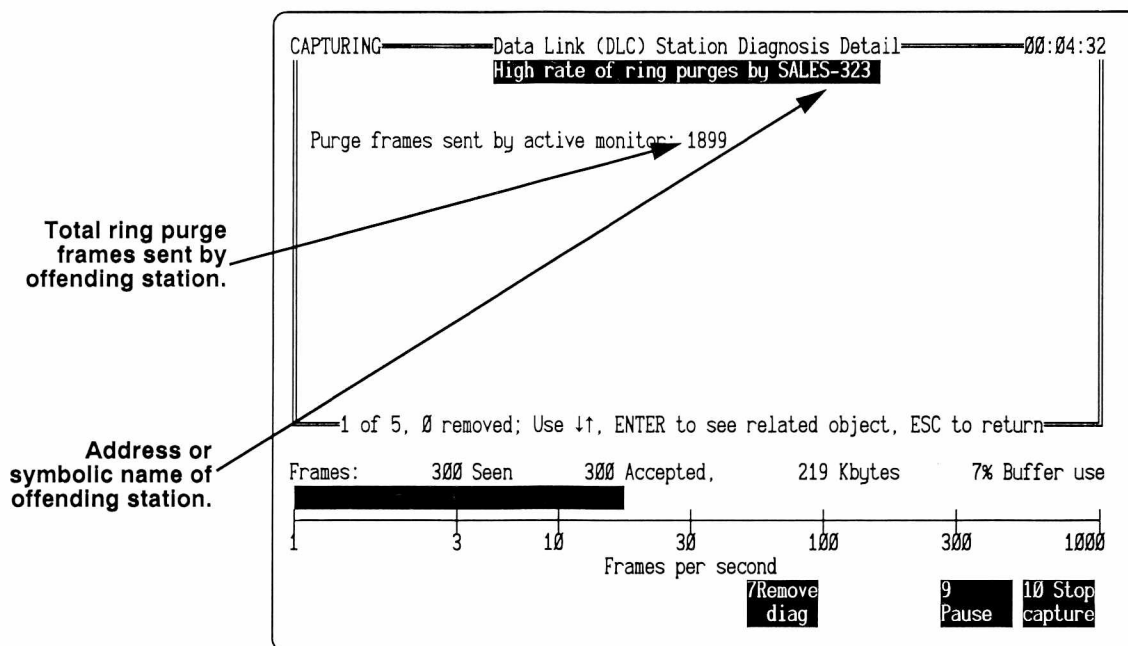 CAPTURING Data Link (DLC) Station Diagnosis Detail 00:04:32
High rate of ring purges by SALES-323
Purge frames sent by active monitor: 1899
Total ring purge
frames sent by
offending station.
1 of 5, 0 removed; Use ↓↑, ENTER to see related object, ESC to return
Address or
symbolic name of
offending station.
Frames: 300 Seen 300 Accepted, 219 Kbytes 7% Buffer use
1 3 10 30 100 300 1000
Frames per second
7Remove
diag
9
Pause
10 Stop
capture